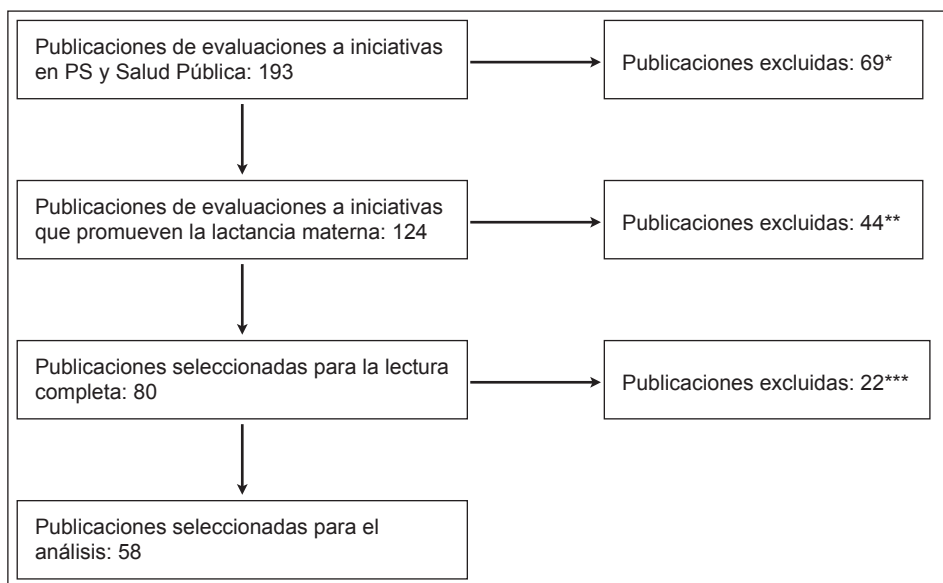 Publicaciones de evaluaciones a iniciativas
en PS y Salud Pública: 193
Publicaciones excluidas: 69*
Publicaciones de evaluaciones a iniciativas
que promueven la lactancia materna: 124
Publicaciones excluidas: 44**
Publicaciones seleccionadas para la lectura
completa: 80
Publicaciones excluidas: 22***
Publicaciones seleccionadas para el
análisis: 58